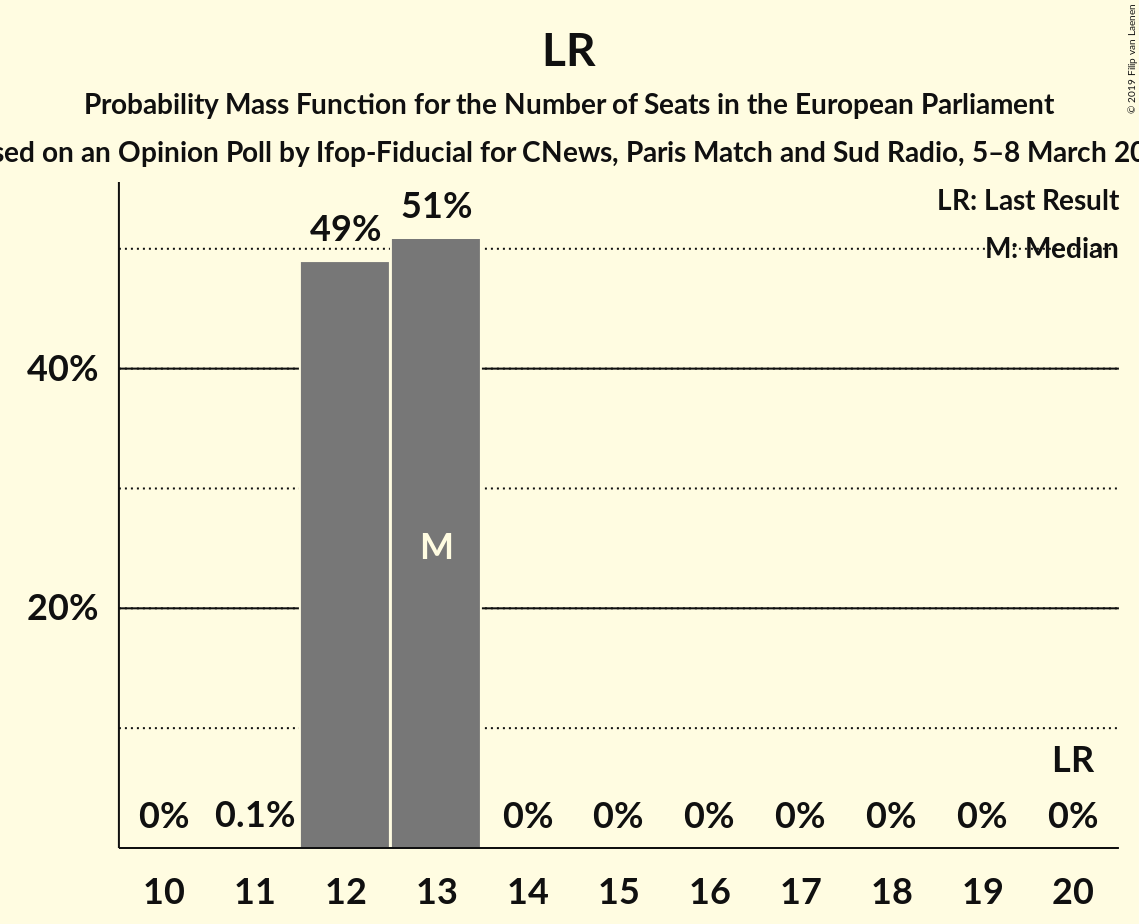 LR
Probability Mass Function for the Number of Seats in the European Parliament
on an Opinion Poll by Ifop-Fiducial for CNews, Paris Match and Sud Radio, 5–8 March
© 2019 Filip van Laenen
LR: Last Result
M: Median
51%
49%
40%
M
20%
LR
0% 0.1% 0% 0% 0% 0% 0% 0% 0%
10 11 12 13 14 15 16 17 18 19 20